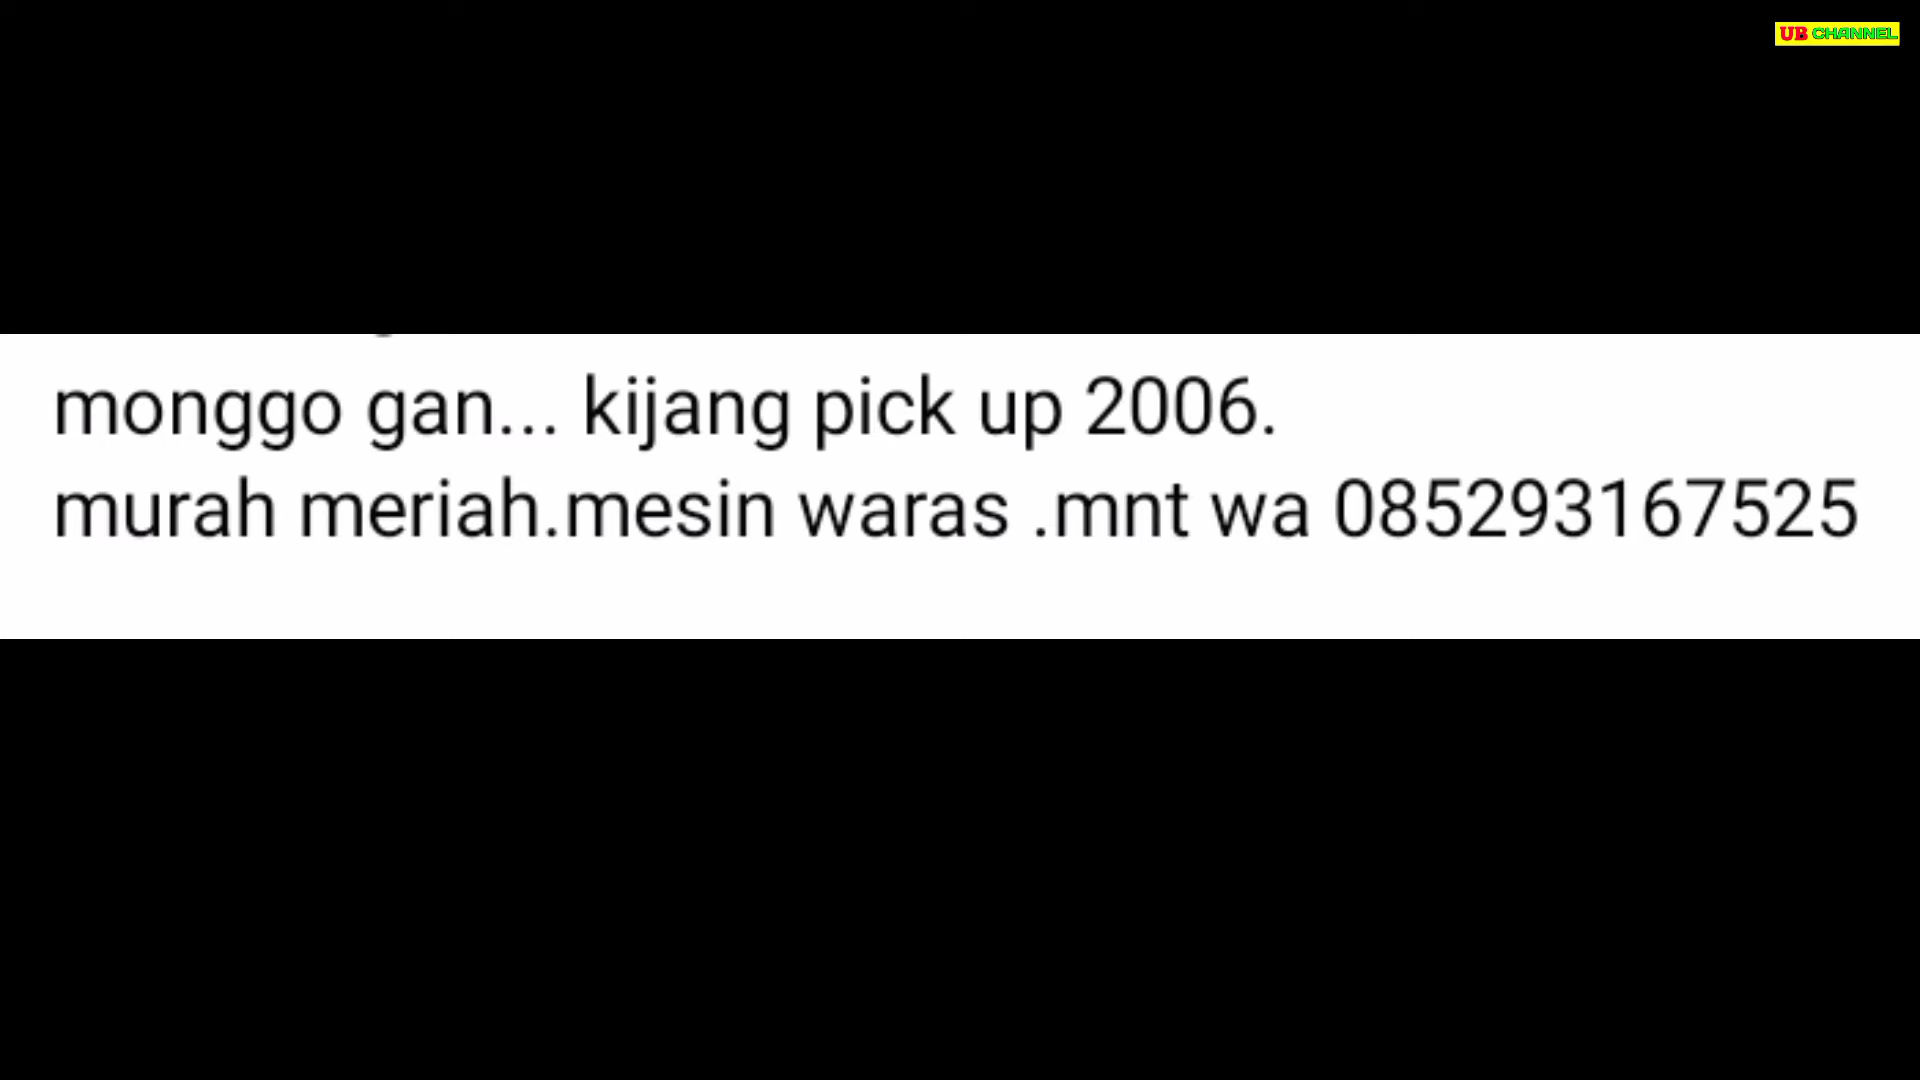 UB CHANNEL
monggo gan... kijang pick up 2006.
murah meriah.mesin waras .mnt wa 085293167525